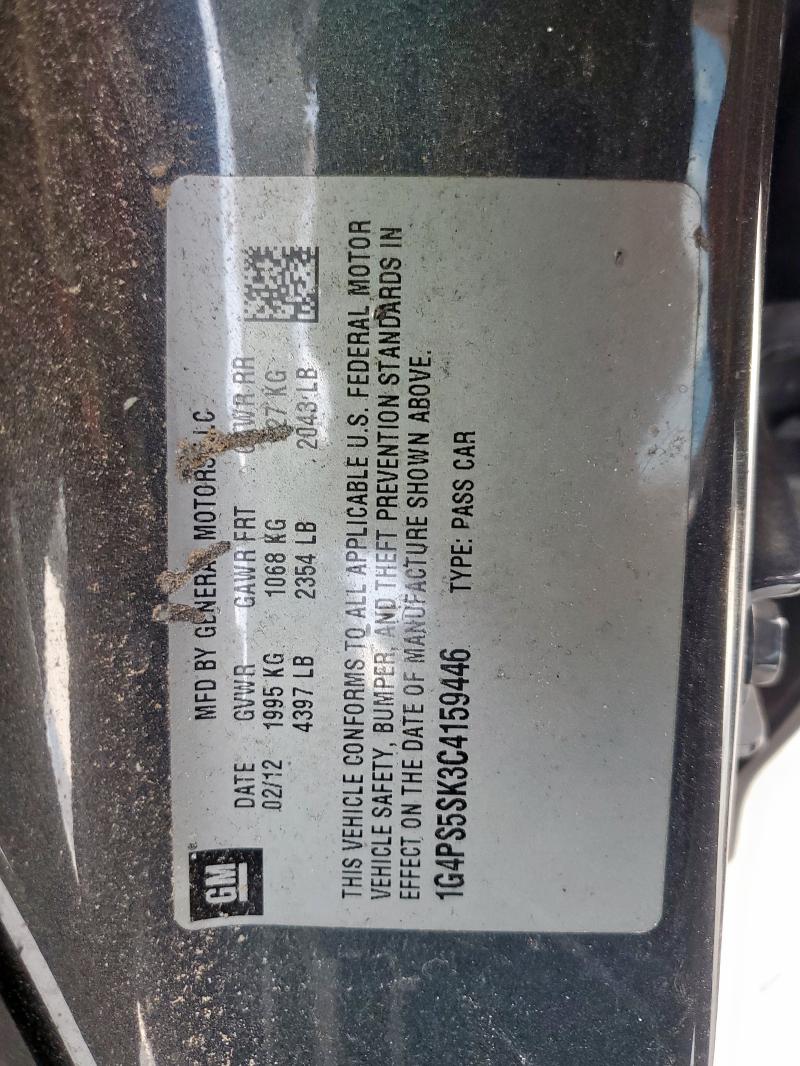 GM
MFD BY GENERAL MOTORS LLC
DATE GVWR GAWR FRT GAWR RR
02/12 1995 KG 1068 KG 27 KG
4397 LB 2354 LB 2043 LB
THIS VEHICLE CONFORMS TO ALL APPLICABLE U.S. FEDERAL MOTOR
VEHICLE SAFETY, BUMPER, AND THEFT PREVENTION STANDARDS IN
EFFECT ON THE DATE OF MANUFACTURE SHOWN ABOVE.
1G4PS5SK3C4159446 TYPE: PASS CAR